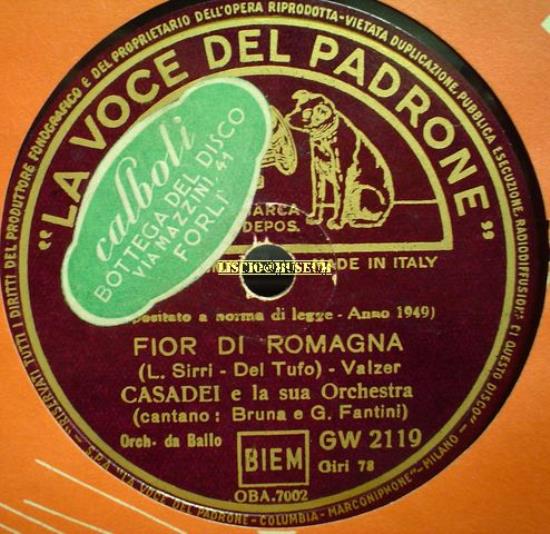 "RISERVATI TUTTI I DIRITTI DEL PRODUTTORE FONOGRAFICO E DEL PROPRIETARIO DELL'OPERA RIPRODOTTA-VIETATA DUPLICAZIONE, PUBBLICA ESECUZIONE, RADIODIFFUSIONE DI QUESTO DISCO"
"LA VOCE DEL PADRONE"
calboli
BOTTEGA DEL DISCO
VIA MAZZINI 41
FORLI'
MARCA
DEPOS.
LISCIO@MUSEUM
MADE IN ITALY
positato a norma di legge - Anno 1949)
FIOR DI ROMAGNA
(L. Sirri - Del Tufo) - Valzer
CASADEI e la sua Orchestra
(cantano: Bruna e G. Fantini)
Orch. da Ballo
BIEM
GW 2119
Giri 78
OBA.7002
S.P.A. "LA VOCE DEL PADRONE - COLUMBIA - MARCONIPHONE" - MILANO